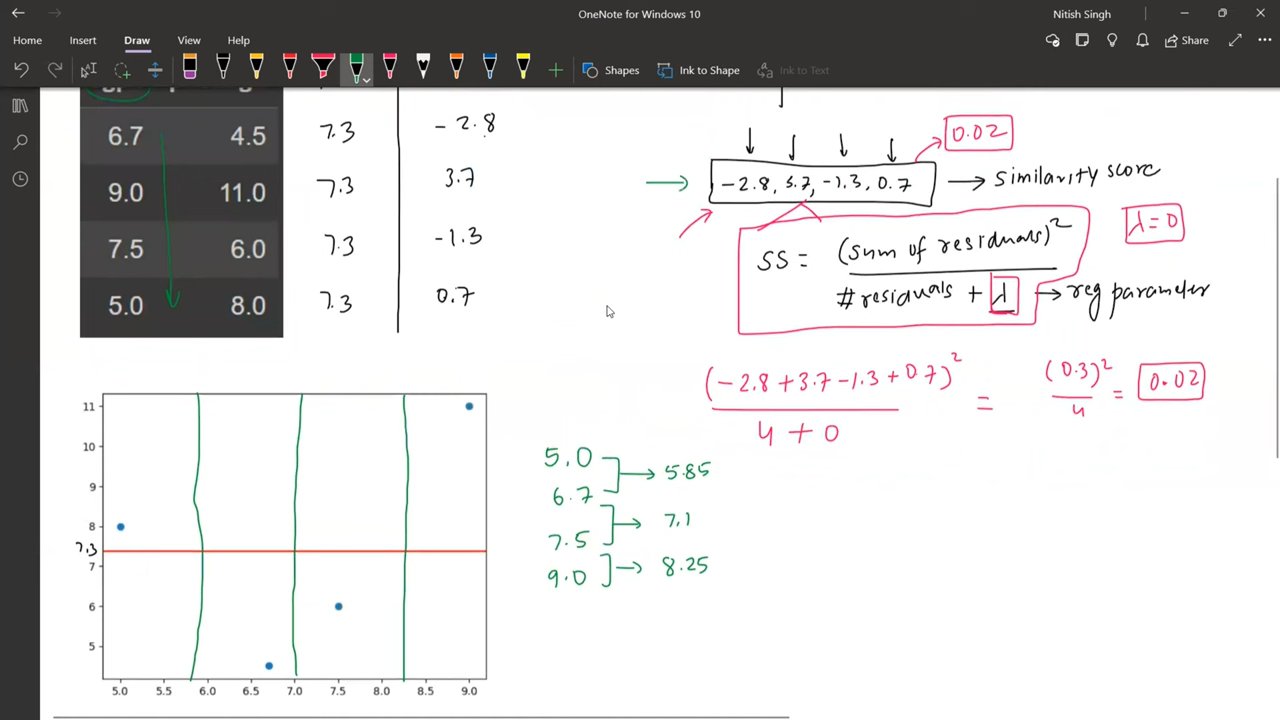 OneNote for Windows 10
Nitish Singh
Home Insert Draw View Help
Share
Shapes
Ink to Shape
Ink to Text
6.7 4.5 7.3 -2.8
9.0 11.0 7.3 3.7
7.5 6.0 7.3 -1.3
5.0 8.0 7.3 0.7
0.02
-2.8, 3.7, -1.3, 0.7 → similarity score
λ=0
SS = (sum of residuals)²
#residuals + λ → reg parameter
(-2.8 + 3.7 - 1.3 + 0.7)² = (0.3)² = 0.02
4 + 0 4
11
10
9
8
7.3
7
6
5
5.0 5.5 6.0 6.5 7.0 7.5 8.0 8.5 9.0
5.0
→ 5.85
6.7
→ 7.1
7.5
→ 8.25
9.0